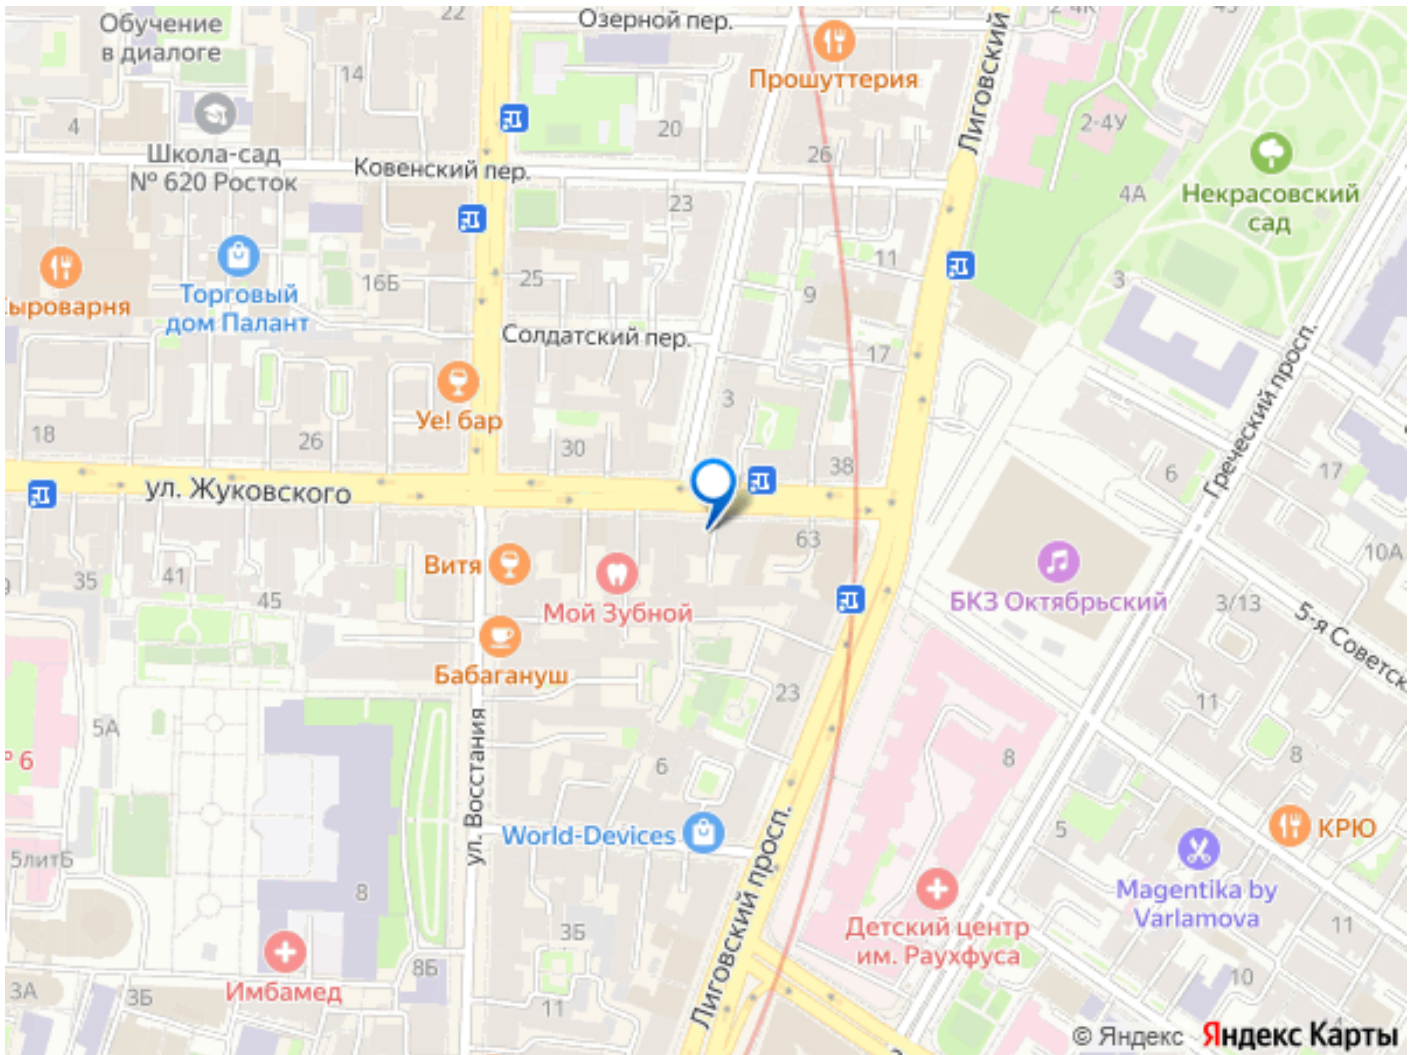 Обучение
в диалоге
22
Озерной пер.
Прошуттерия
Лиговский
14
4
20
26
2-4У
Школа-сад
№ 620 Росток
Ковенский пер.
23
4А
Некрасовский
сад
25
11
3
16Б
9
ыроварня
Торговый
дом Палант
Солдатский пер.
17
3
Уе! бар
18
26
30
38
6
17
Греческий просп.
ул. Жуковского
63
10А
35
41
45
Витя
Мой Зубной
БКЗ Октябрьский
3/13
5-я Советск
Бабагануш
23
11
5А
6
8
8
6
ул. Восстания
World-Devices
Лиговский просп.
5
КРЮ
5литБ
8
Magentika by
Varlamova
3Б
Детский центр
им. Раухфуса
11
8Б
Имбамед
3А
3Б
11
Лиговский просп.
10
© Яндекс Яндекс Карты